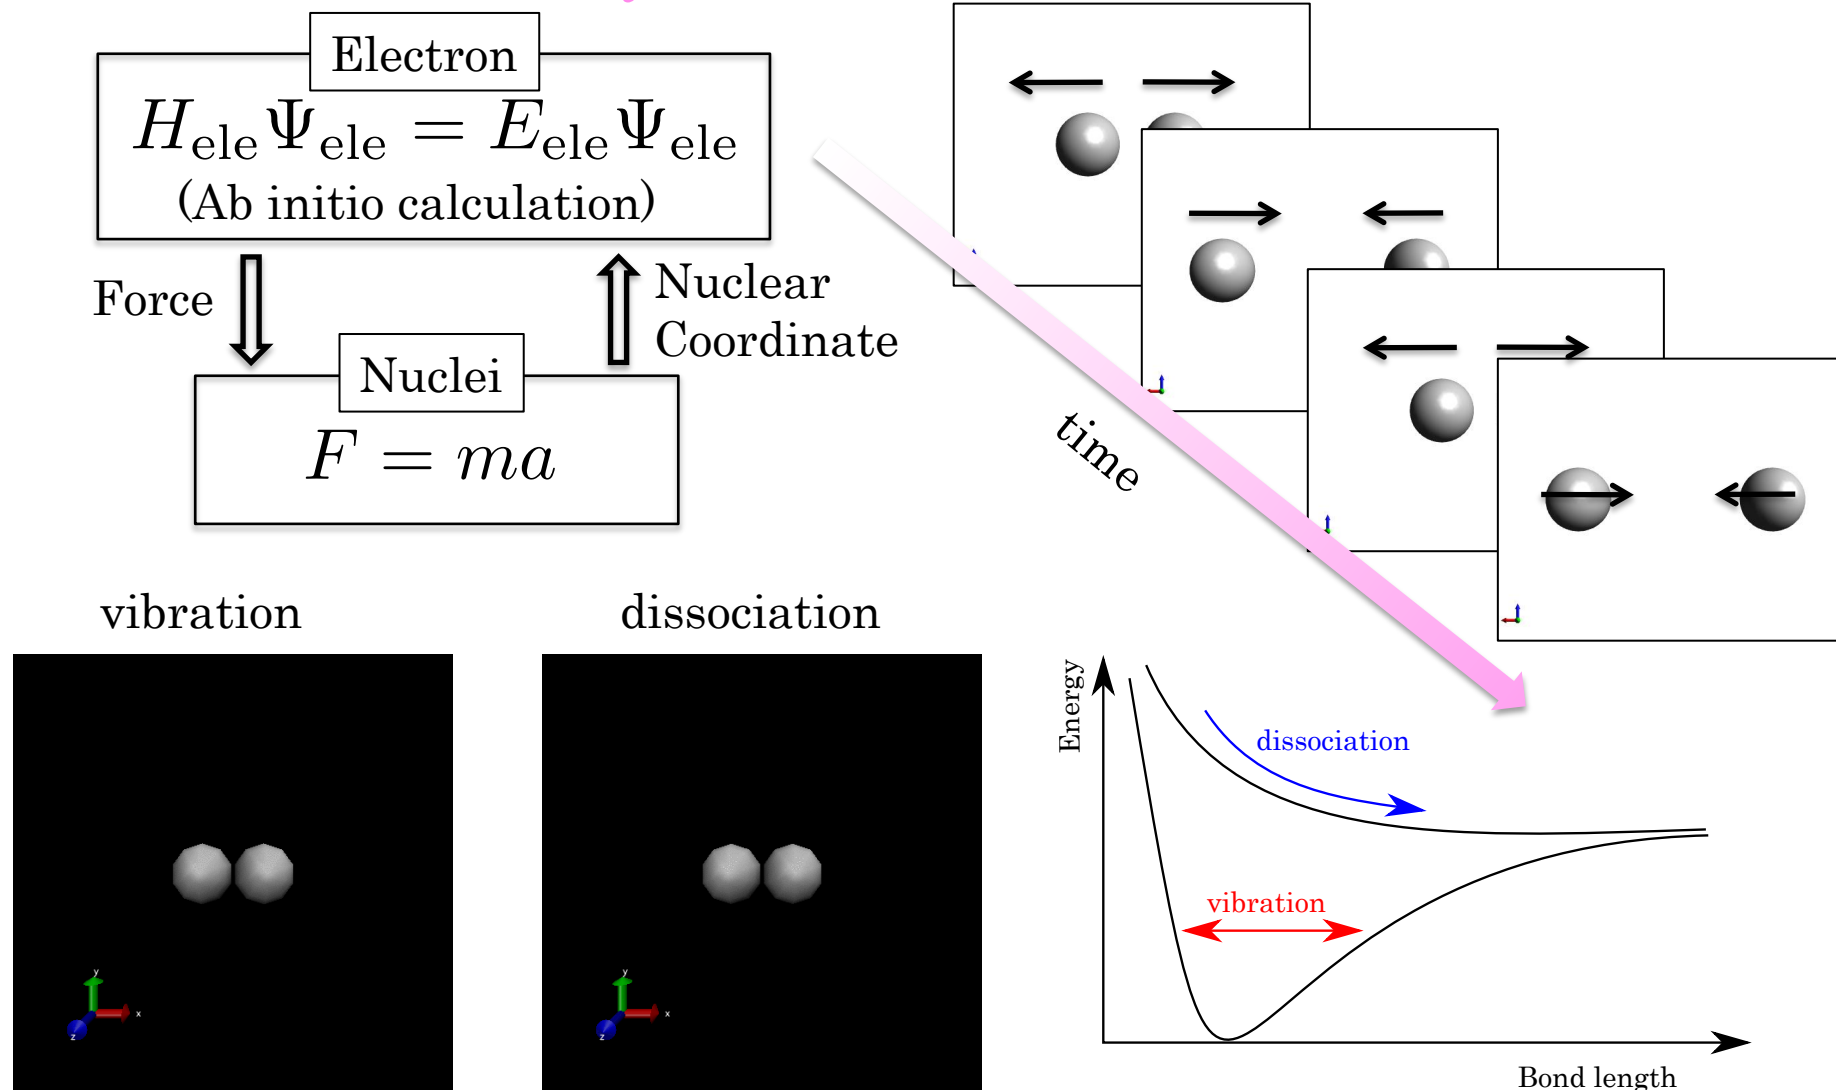 Electron
H_ele Ψ_ele = E_ele Ψ_ele
(Ab initio calculation)
Force
Nuclear
Coordinate
Nuclei
F = ma
time
vibration
dissociation
y
x
z
y
x
z
Energy
dissociation
vibration
Bond length